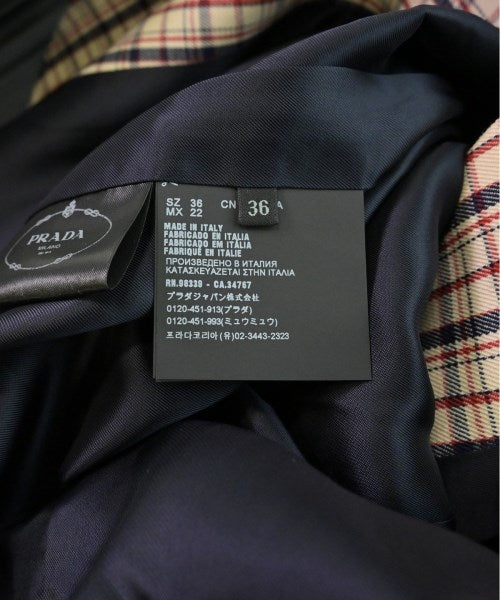 PRADA
MILANO
SZ 36 CN A
MX 22
36
MADE IN ITALY
FABRICADO EN ITALIA
FABRICADO EM ITÁLIA
FABRIQUÉ EN ITALIE
ПРОИЗВЕДЕНО В ИТАЛИЯ
ΚΑΤΑΣΚΕΥΑΖΕΤΑΙ ΣΤΗΝ ΙΤΑΛΙΑ
RN.98339 - CA.34767
プラダジャパン株式会社
0120-451-913(プラダ)
0120-451-993(ミュウミュウ)
프라다코리아 (유) 02-3443-2323